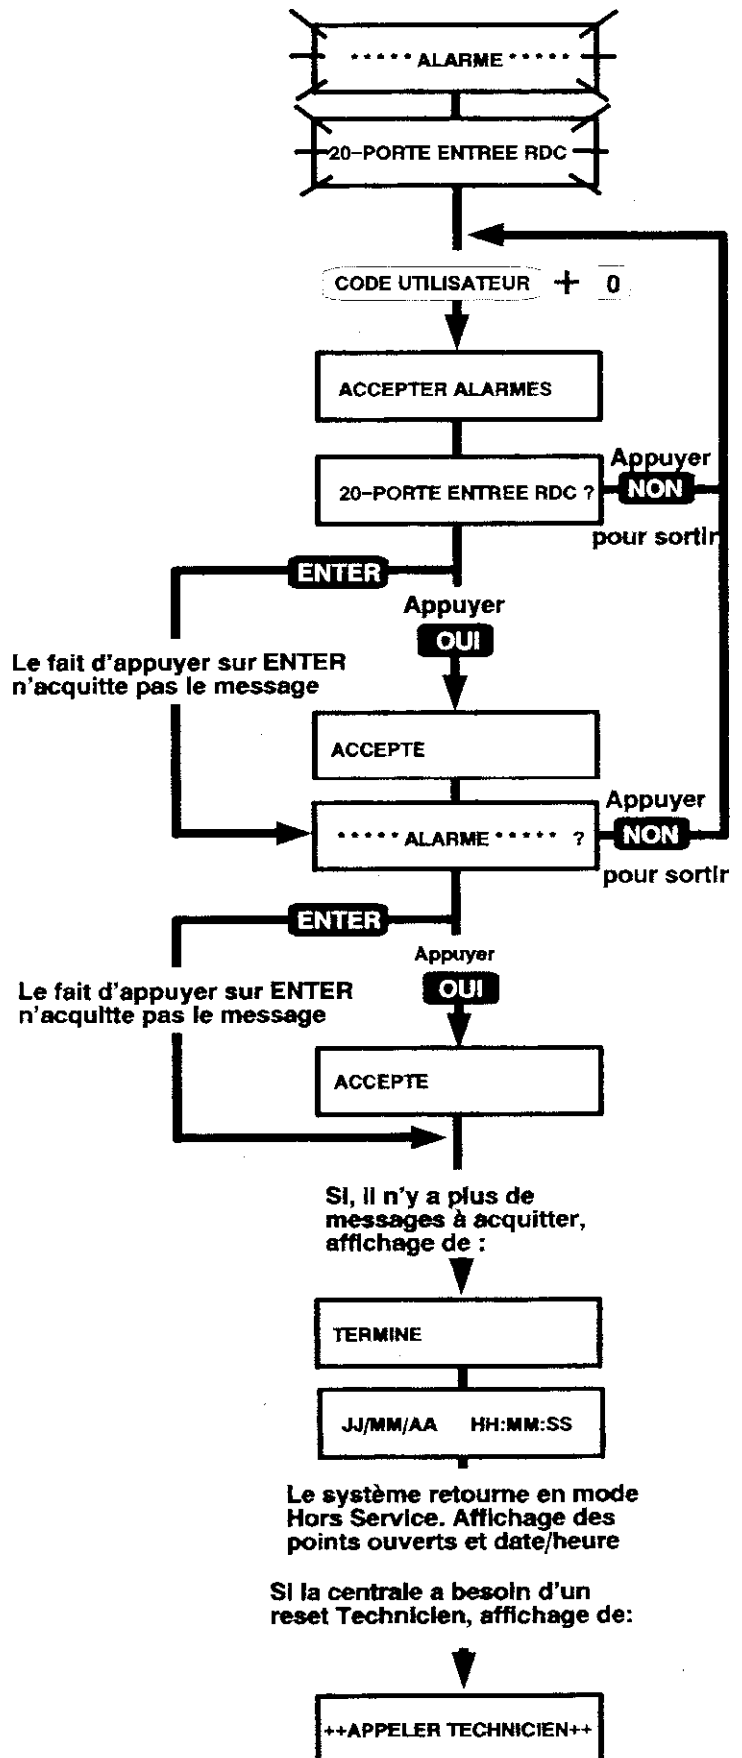 ***** ALARME *****
20-PORTE ENTREE RDC
CODE UTILISATEUR + 0
ACCEPTER ALARMES
20-PORTE ENTREE RDC ?
Appuyer
NON
pour sortir
ENTER
Appuyer
OUI
Le fait d'appuyer sur ENTER
n'acquitte pas le message
ACCEPTE
***** ALARME ***** ?
Appuyer
NON
pour sortir
ENTER
Appuyer
OUI
Le fait d'appuyer sur ENTER
n'acquitte pas le message
ACCEPTE
Si, il n'y a plus de
messages à acquitter,
affichage de :
TERMINE
JJ/MM/AA HH:MM:SS
Le système retourne en mode
Hors Service. Affichage des
points ouverts et date/heure
Si la centrale a besoin d'un
reset Technicien, affichage de:
++APPELER TECHNICIEN++